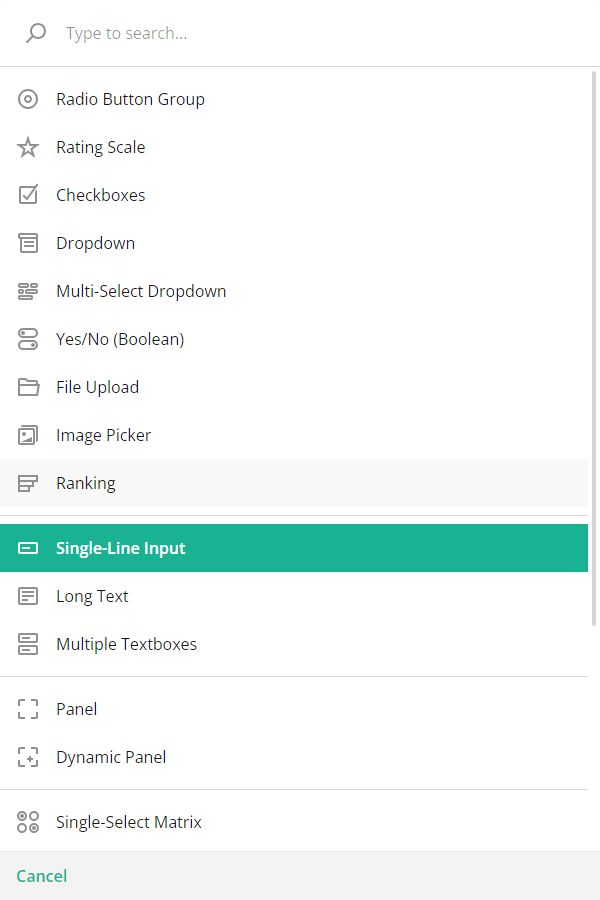 Type to search...
Radio Button Group
Rating Scale
Checkboxes
Dropdown
Multi-Select Dropdown
Yes/No (Boolean)
File Upload
Image Picker
Ranking
Single-Line Input
Long Text
Multiple Textboxes
Panel
Dynamic Panel
Single-Select Matrix
Cancel